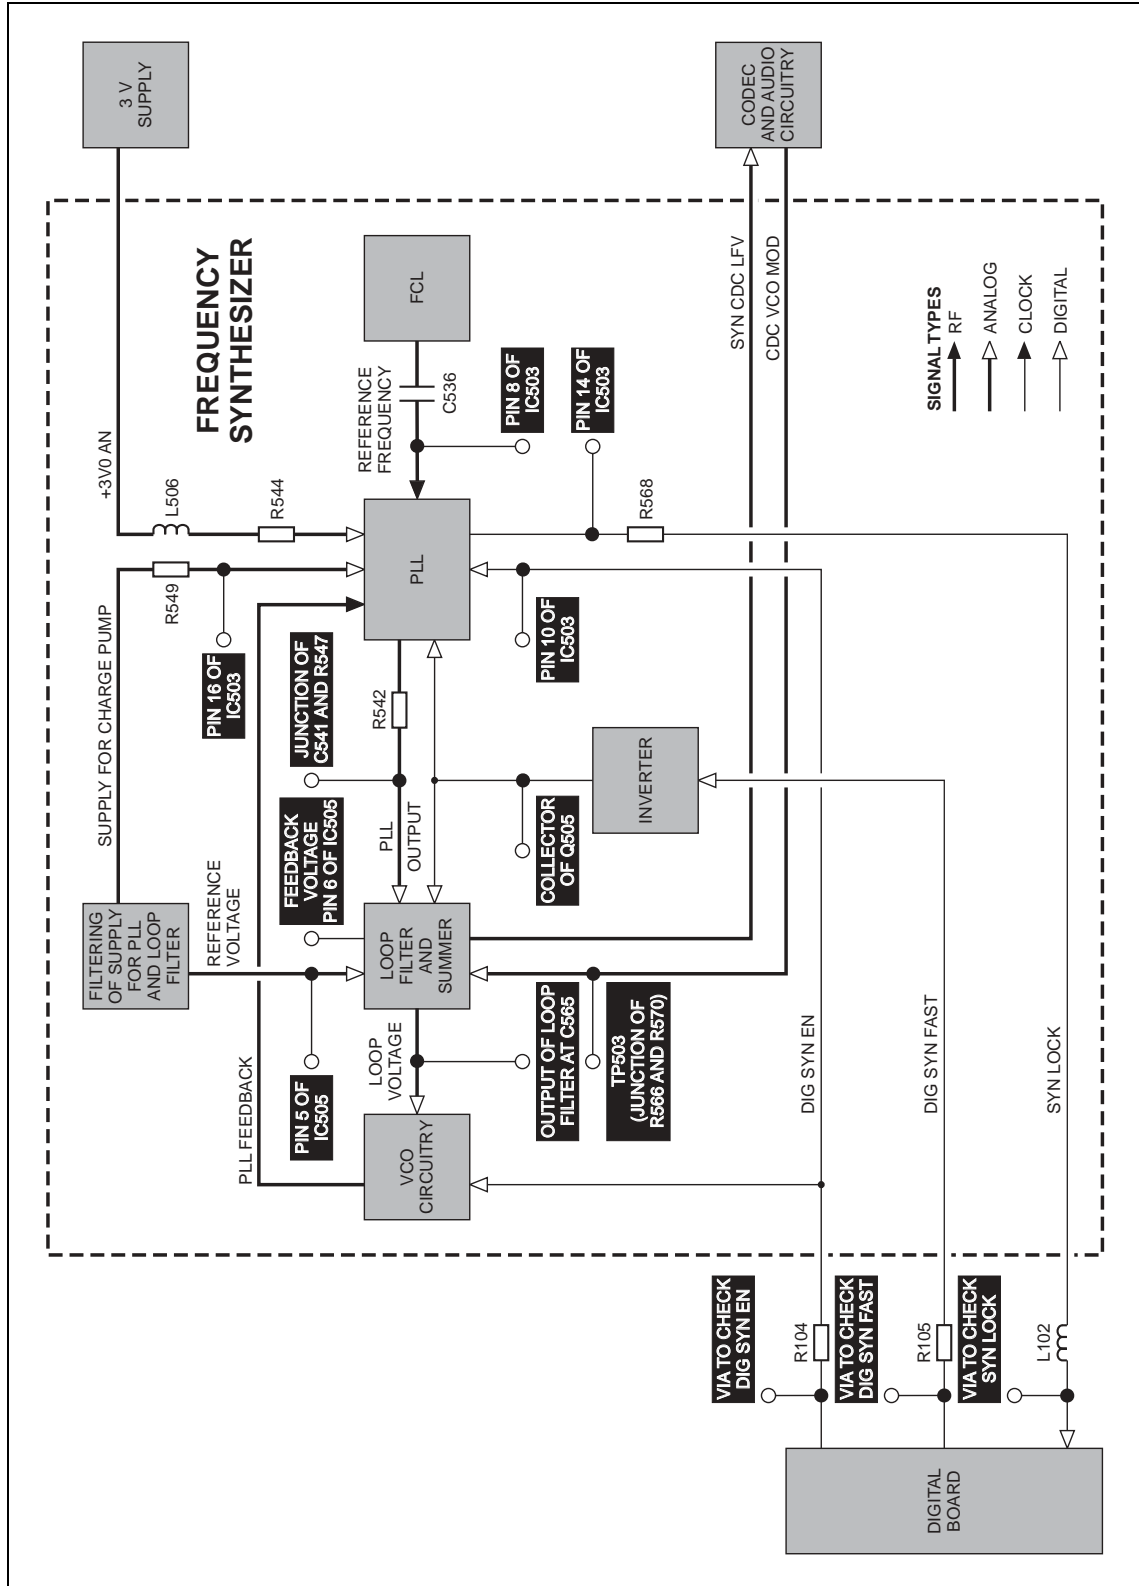 3 V
SUPPLY
CODEC
AND AUDIO
CIRCUITRY
+3V0 AN
L506
R544
FREQUENCY
SYNTHESIZER
FCL
REFERENCE
FREQUENCY
C536
PIN 8 OF
IC503
PIN 14 OF
IC503
R568
SYN CDC LFV
CDC VCO MOD
SIGNAL TYPES
RF
ANALOG
CLOCK
DIGITAL
SUPPLY FOR CHARGE PUMP
R549
PIN 16 OF
IC503
PLL
JUNCTION OF
C541 AND R547
R542
PIN 10 OF
IC503
PLL
OUTPUT
INVERTER
COLLECTOR
OF Q505
FEEDBACK
VOLTAGE
PIN 6 OF IC505
FILTERING
OF SUPPLY
FOR PLL
AND LOOP
FILTER
REFERENCE
VOLTAGE
LOOP
FILTER
AND
SUMMER
PIN 5 OF
IC505
LOOP
VOLTAGE
OUTPUT OF LOOP
FILTER AT C565
TP503
(JUNCTION OF
R566 AND R570)
PLL FEEDBACK
VCO
CIRCUITRY
DIG SYN EN
DIG SYN FAST
SYN LOCK
VIA TO CHECK
DIG SYN EN
R104
VIA TO CHECK
DIG SYN FAST
R105
VIA TO CHECK
SYN LOCK
L102
DIGITAL
BOARD